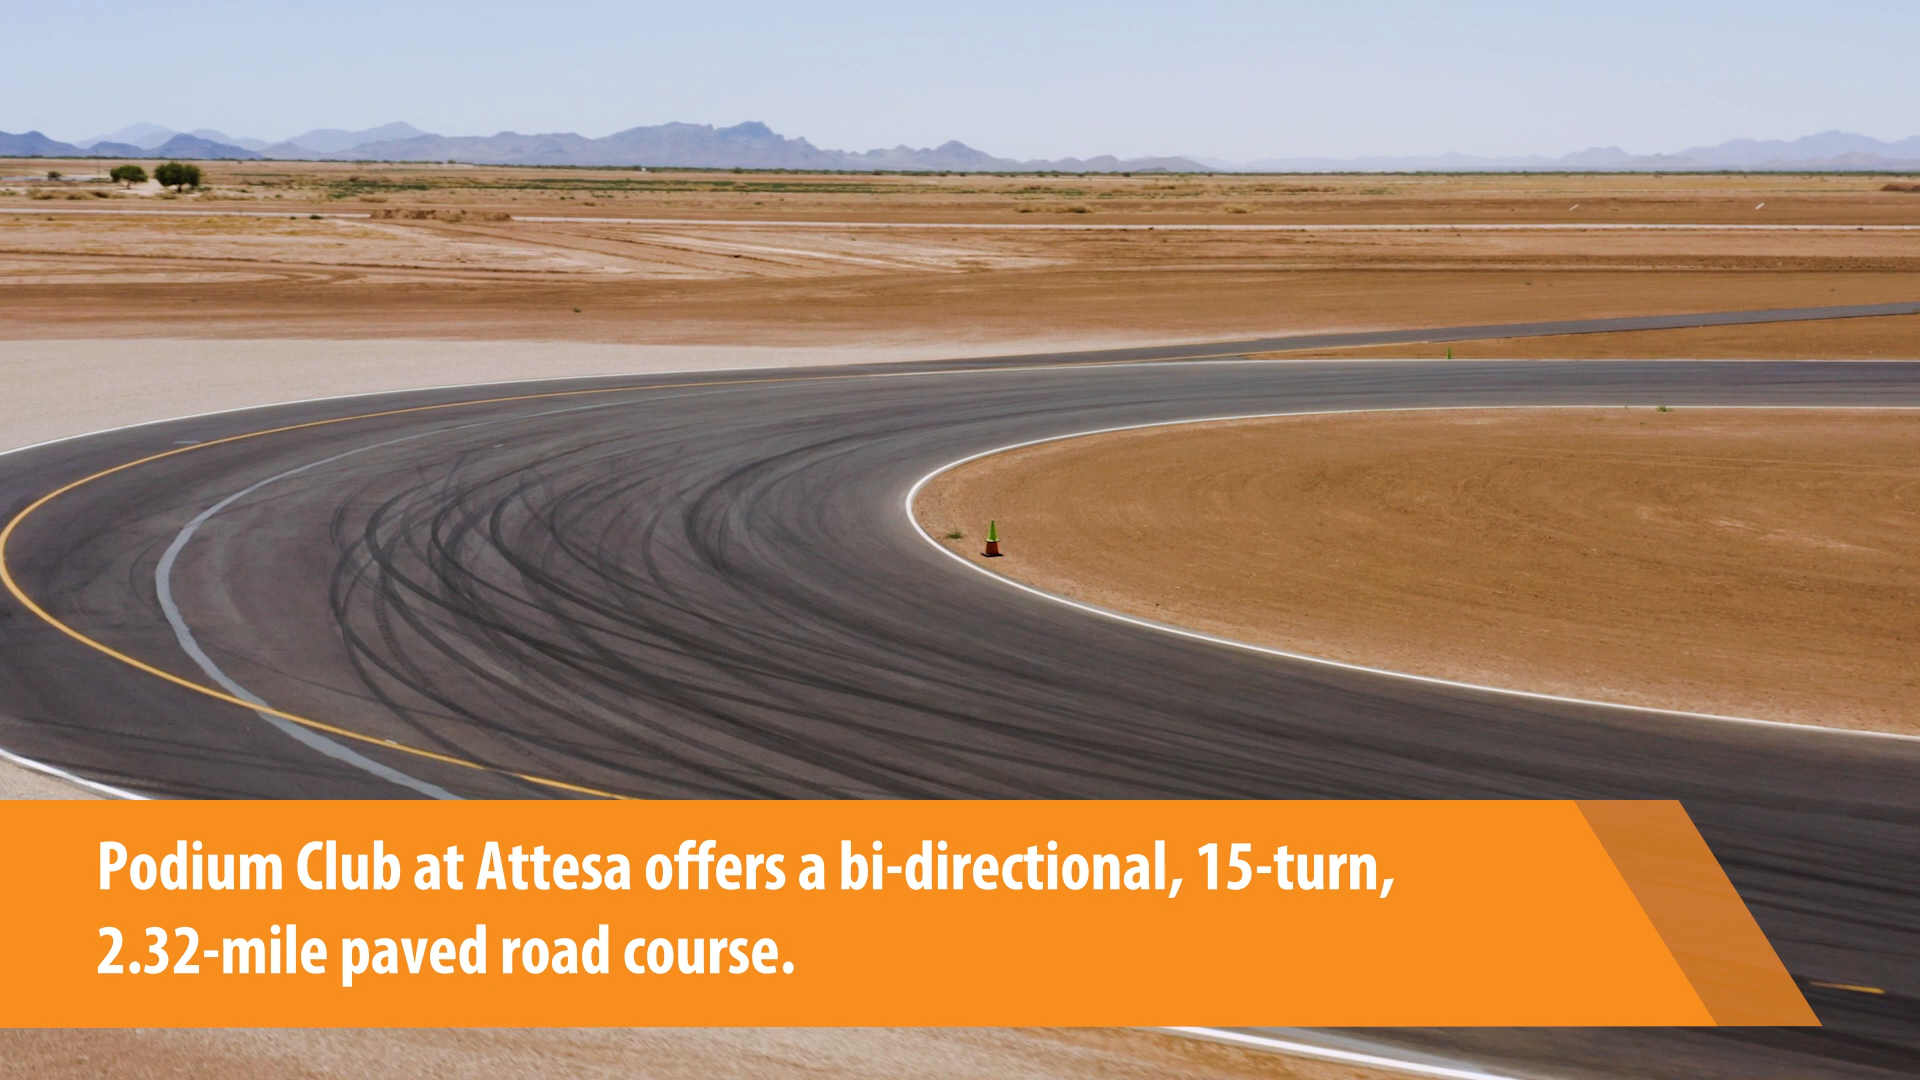 Podium Club at Attesa offers a bi-directional, 15-turn,
2.32-mile paved road course.